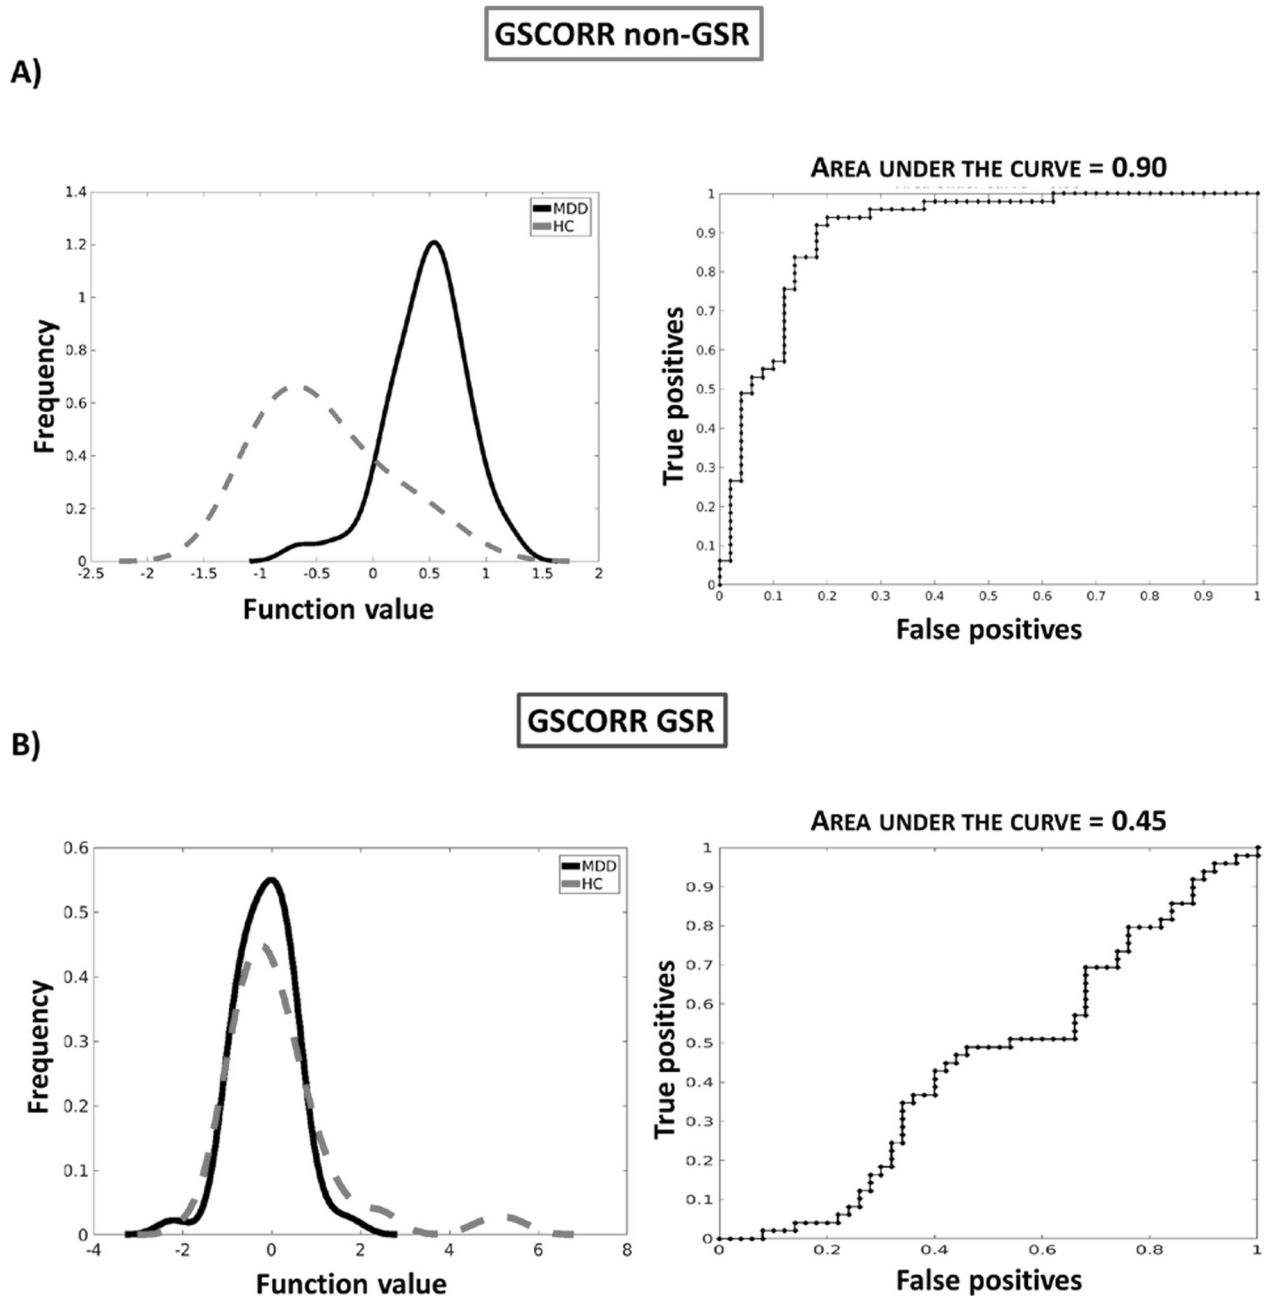 GSCORR non-GSR
A)
AREA UNDER THE CURVE = 0.90
1.4
1.2
1
0.8
0.6
0.4
0.2
0
-2.5 -2 -1.5 -1 -0.5 0 0.5 1 1.5 2
MDD
HC
Frequency
Function value
1
0.9
0.8
0.7
0.6
0.5
0.4
0.3
0.2
0.1
0
0 0.1 0.2 0.3 0.4 0.5 0.6 0.7 0.8 0.9 1
True positives
False positives
GSCORR GSR
B)
AREA UNDER THE CURVE = 0.45
0.6
0.5
0.4
0.3
0.2
0.1
0
-4 -2 0 2 4 6 8
MDD
HC
Frequency
Function value
1
0.9
0.8
0.7
0.6
0.5
0.4
0.3
0.2
0.1
0
0 0.2 0.4 0.6 0.8 1
True positives
False positives